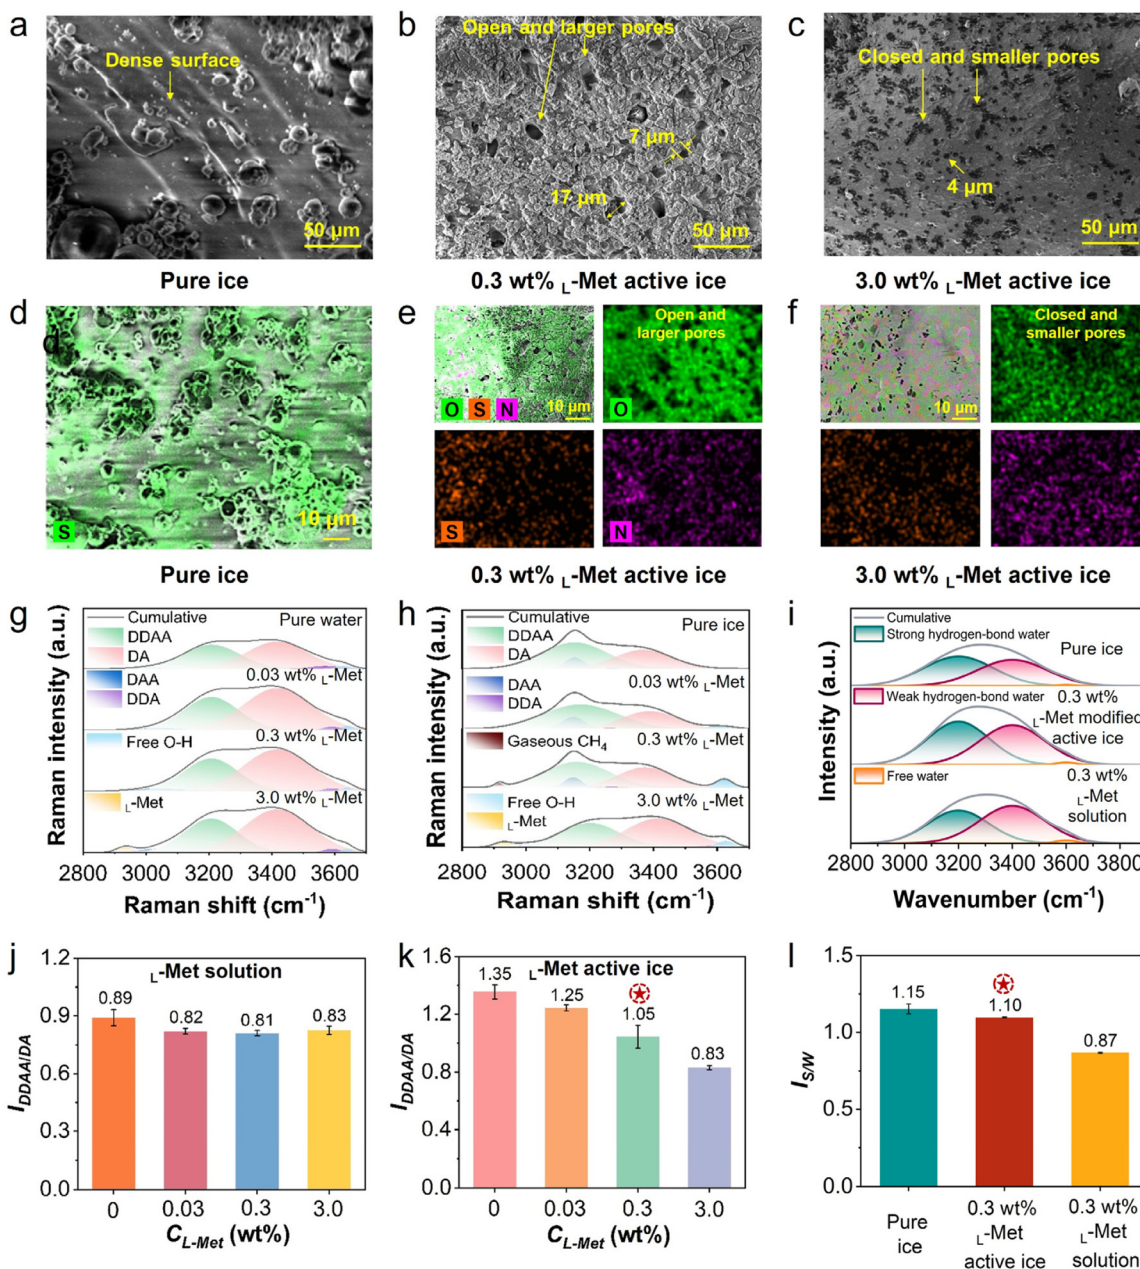 a
Dense surface
50 μm
Pure ice
b
Open and larger pores
7 μm
17 μm
50 μm
0.3 wt% L-Met active ice
c
Closed and smaller pores
4 μm
50 μm
3.0 wt% L-Met active ice
d
d
S
10 μm
Pure ice
e
O S N
10 μm
Open and
larger pores
O
S
N
0.3 wt% L-Met active ice
f
10 μm
Closed and
smaller pores
3.0 wt% L-Met active ice
g
Raman intensity (a.u.)
Cumulative
Pure water
DDAA
DA
DAA
0.03 wt% L-Met
DDA
Free O-H
0.3 wt% L-Met
L-Met
3.0 wt% L-Met
2800 3000 3200 3400 3600
Raman shift (cm-1)
h
Raman intensity (a.u.)
Cumulative
Pure ice
DDAA
DA
DAA
0.03 wt% L-Met
DDA
Gaseous CH4
0.3 wt% L-Met
Free O-H
3.0 wt% L-Met
L-Met
2800 3000 3200 3400 3600
Raman shift (cm-1)
i
Intensity (a.u.)
Cumulative
Strong hydrogen-bond water
Pure ice
Weak hydrogen-bond water
0.3 wt%
L-Met modified
active ice
Free water
0.3 wt%
L-Met
solution
2800 3000 3200 3400 3600 3800
Wavenumber (cm-1)
j
L-Met solution
IDDAA/DA
1.2
0.9
0.6
0.3
0.0
0.89
0.82
0.81
0.83
0 0.03 0.3 3.0
CL-Met (wt%)
k
L-Met active ice
IDDAA/DA
1.6
1.2
0.8
0.4
0.0
1.35
1.25
1.05
0.83
0 0.03 0.3 3.0
CL-Met (wt%)
l
IS/W
1.5
1.0
0.5
0.0
1.15
1.10
0.87
Pure
ice
0.3 wt%
L-Met
active ice
0.3 wt%
L-Met
solution